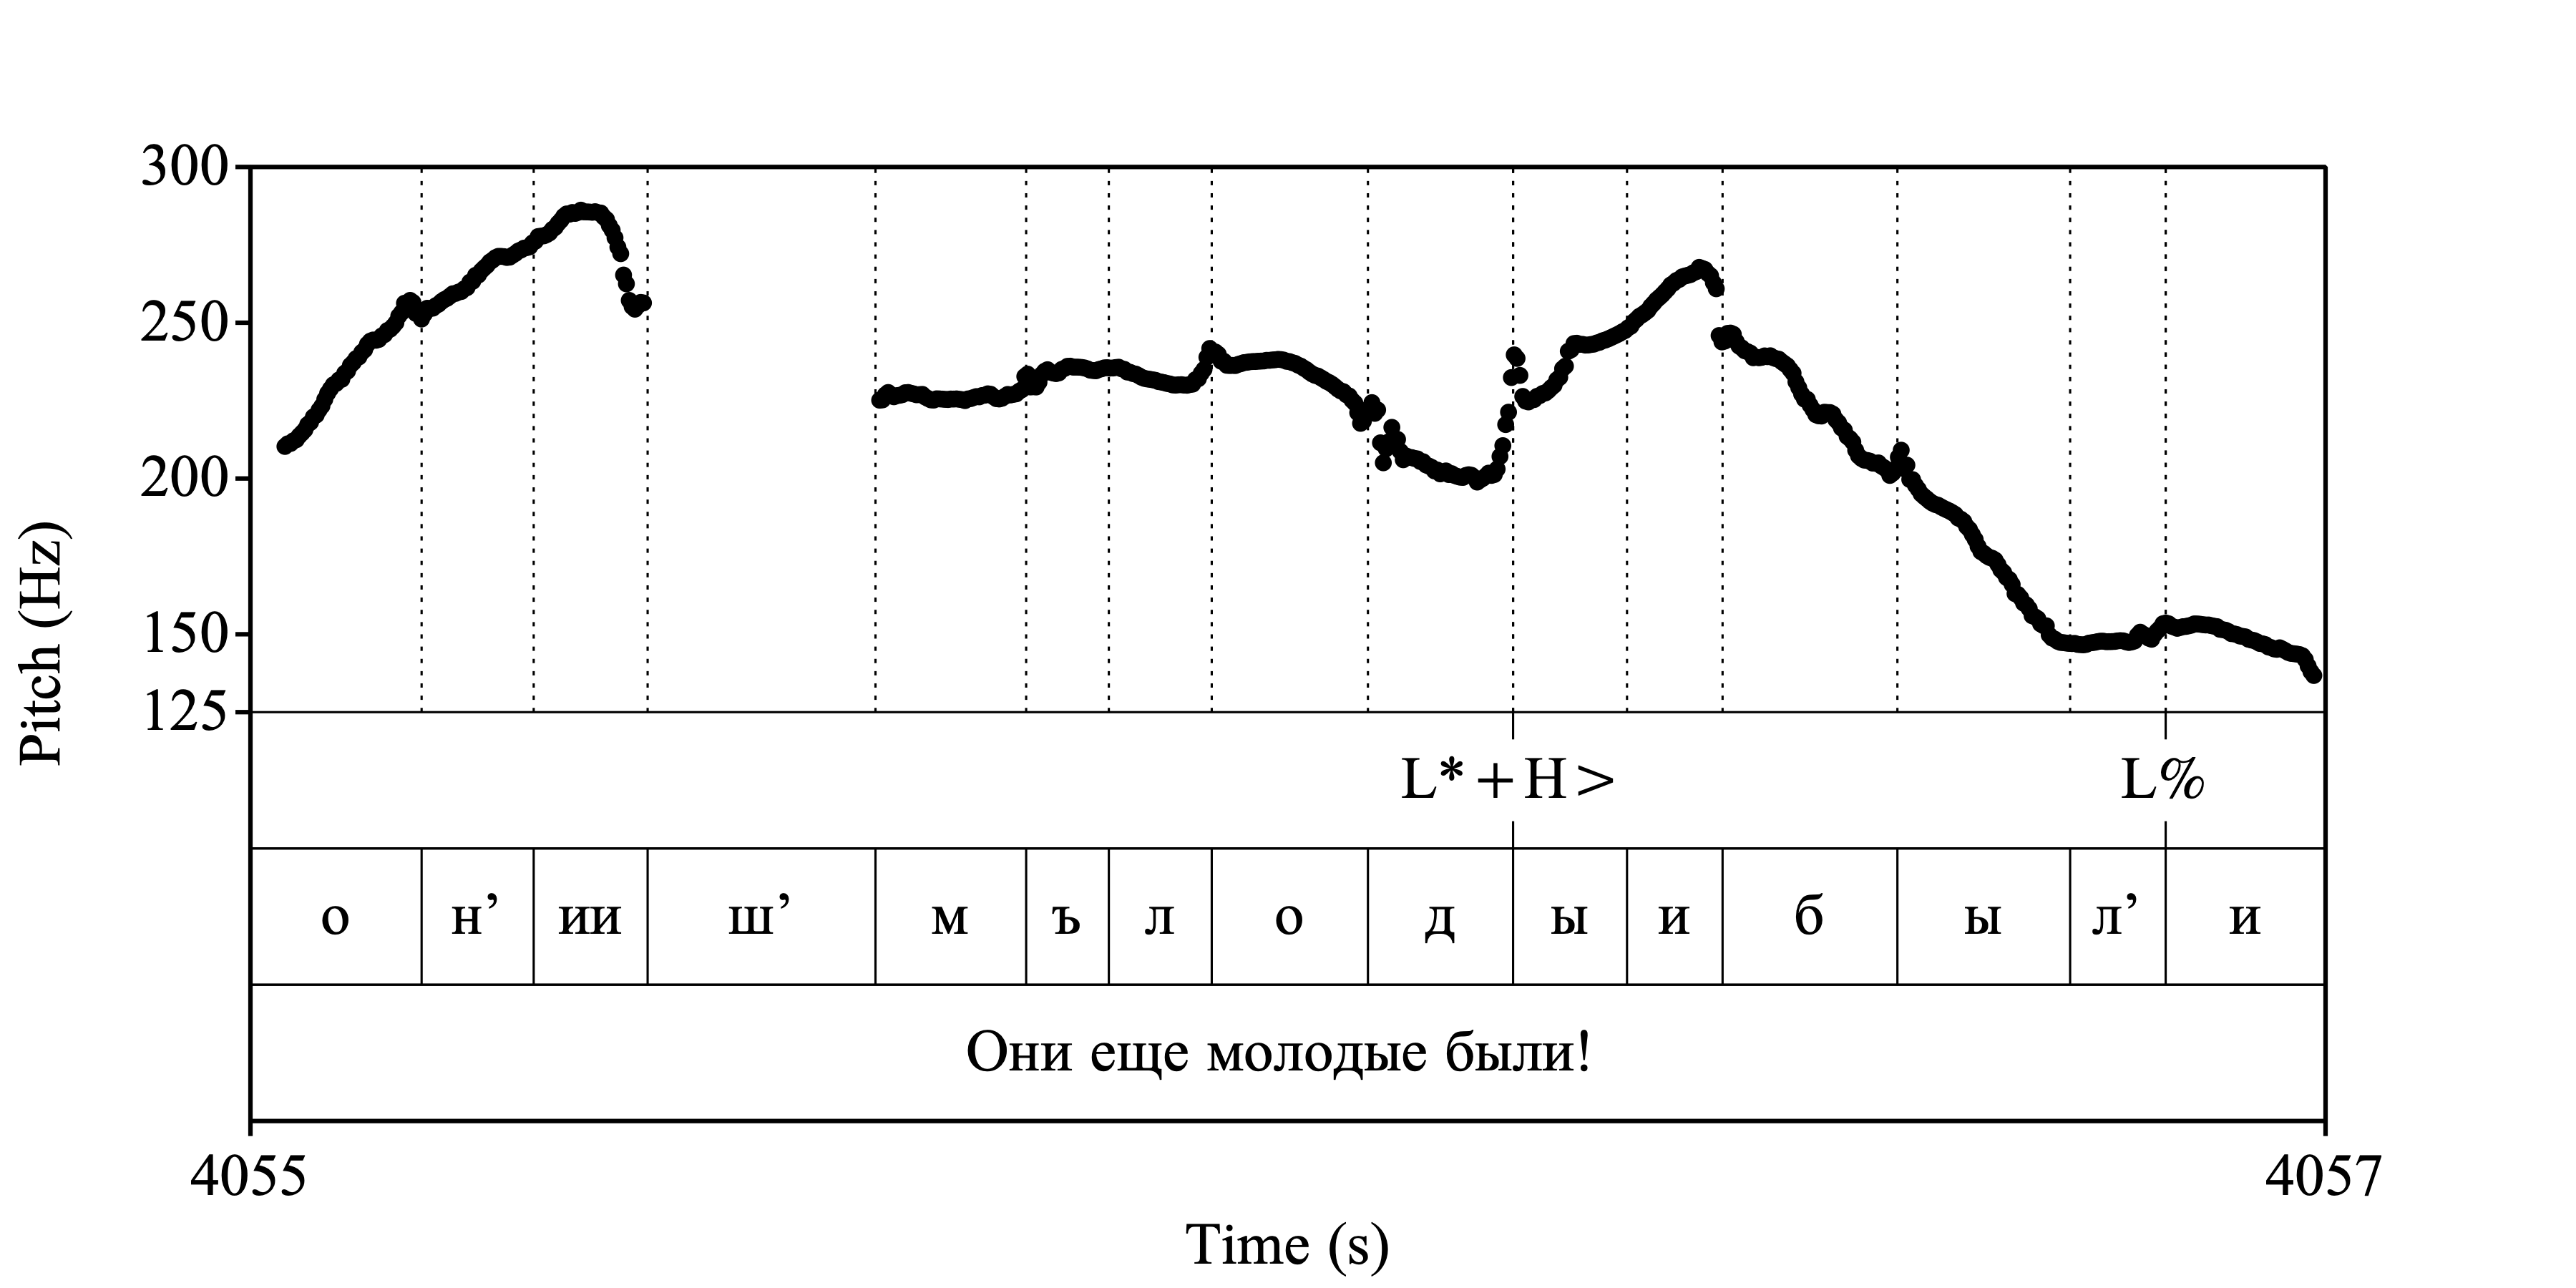 Pitch (Hz)
300
250
200
150
125
L*+H> L%
о н’ ии ш’ м ъ л о д ы и б ы л’ и
Они еще молодые были!
4055 4057
Time (s)